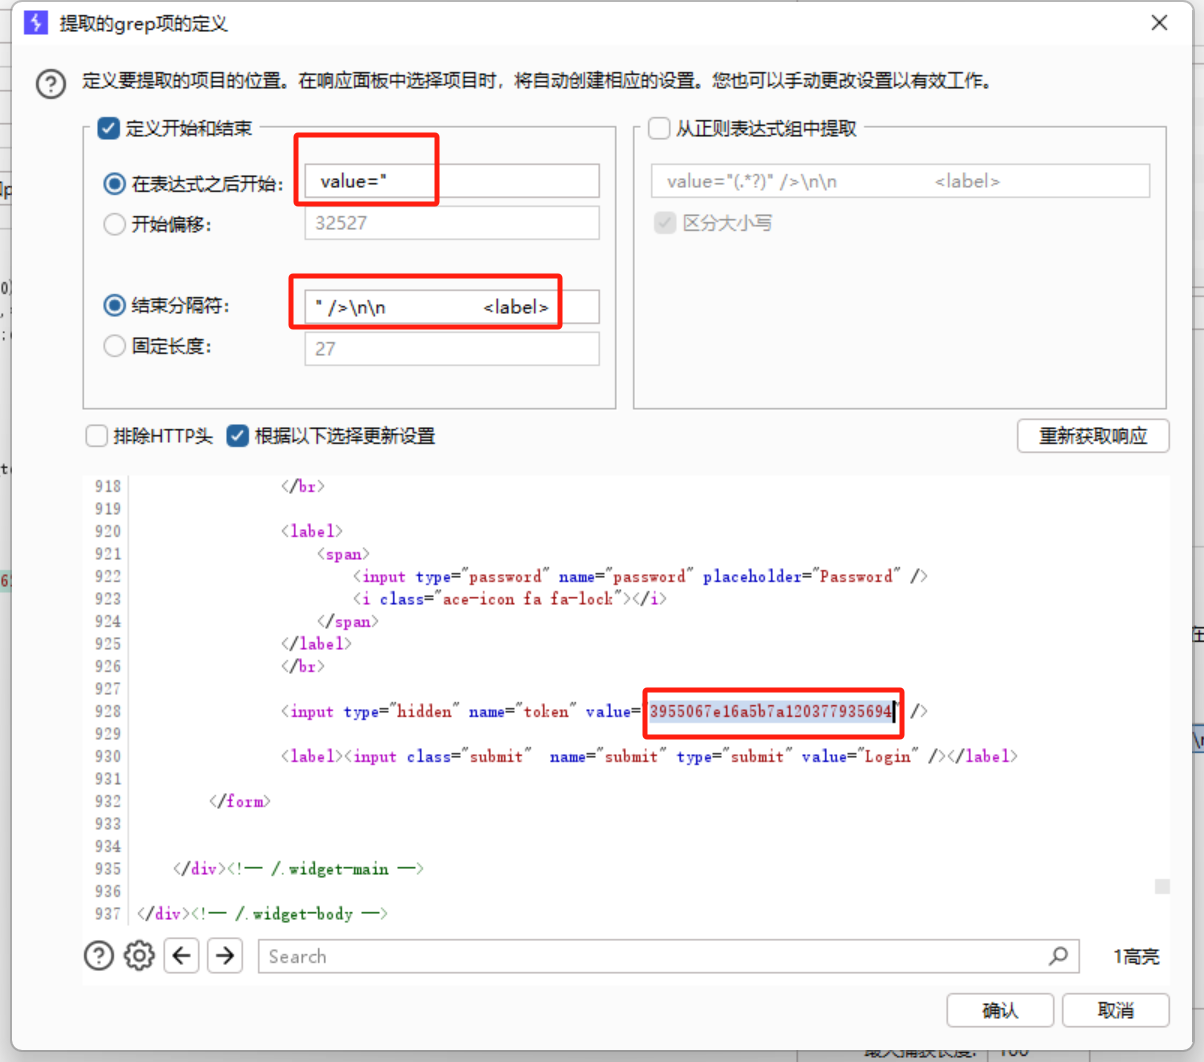 提取的grep项的定义
定义要提取的项目的位置。在响应面板中选择项目时，将自动创建相应的设置。您也可以手动更改设置以有效工作。
定义开始和结束
从正则表达式组中提取
在表达式之后开始: value="
value="(.*?)" />\n\n                <label>
开始偏移: 32527
区分大小写
结束分隔符: " />\n\n                <label>
固定长度: 27
排除HTTP头 根据以下选择更新设置 重新获取响应
918 </br>
919
920 <label>
921 <span>
922 <input type="password" name="password" placeholder="Password" />
923 <i class="ace-icon fa fa-lock"></i>
924 </span>
925 </label>
926 </br>
927
928 <input type="hidden" name="token" value="3955067e16a5b7a120377935694" />
929
930 <label><input class="submit"  name="submit" type="submit" value="Login" /></label>
931
932 </form>
933
934
935 </div><!-- /.widget-main -->
936
937 </div><!-- /.widget-body -->
Search 1高亮
确认 取消
100